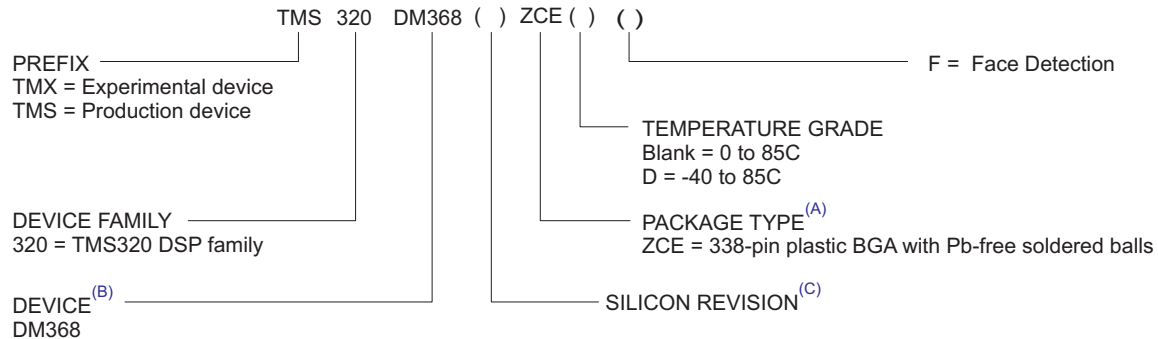 TMS 320 DM368 ( ) ZCE ( ) ( )
PREFIX
TMX = Experimental device
TMS = Production device
F = Face Detection
TEMPERATURE GRADE
Blank = 0 to 85C
D = -40 to 85C
DEVICE FAMILY
320 = TMS320 DSP family
PACKAGE TYPE(A)
ZCE = 338-pin plastic BGA with Pb-free soldered balls
DEVICE(B)
DM368
SILICON REVISION(C)